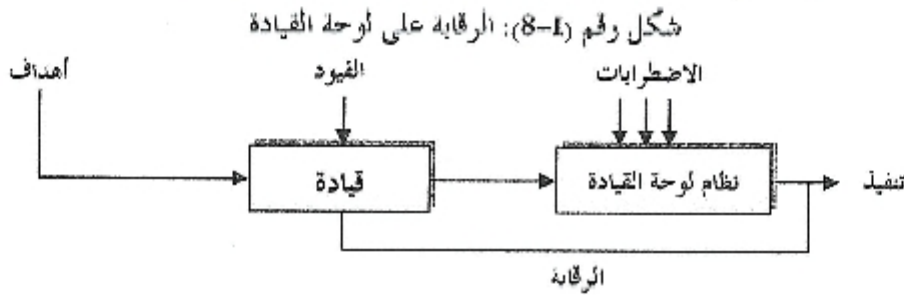 شكل رقم (8-1): الرقابة على لوحة القيادة
أهداف
القيود
الاضطرابات
قيادة
نظام لوحة القيادة
تنفيذ
الرقابة